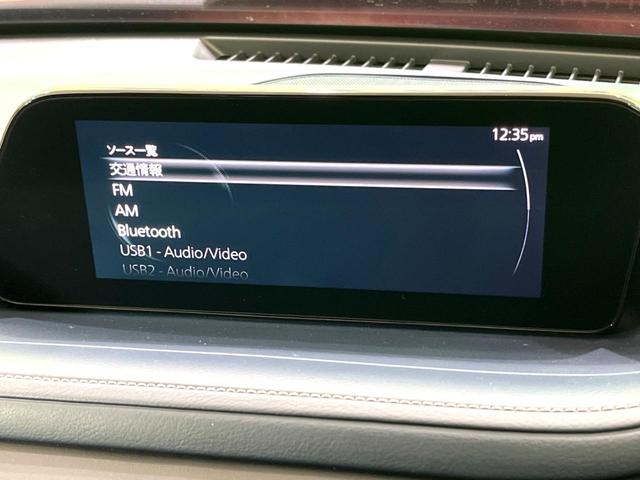 12:35pm
ソース一覧
交通情報
FM
AM
Bluetooth
USB1 - Audio/Video
USB2 - Audio/Video